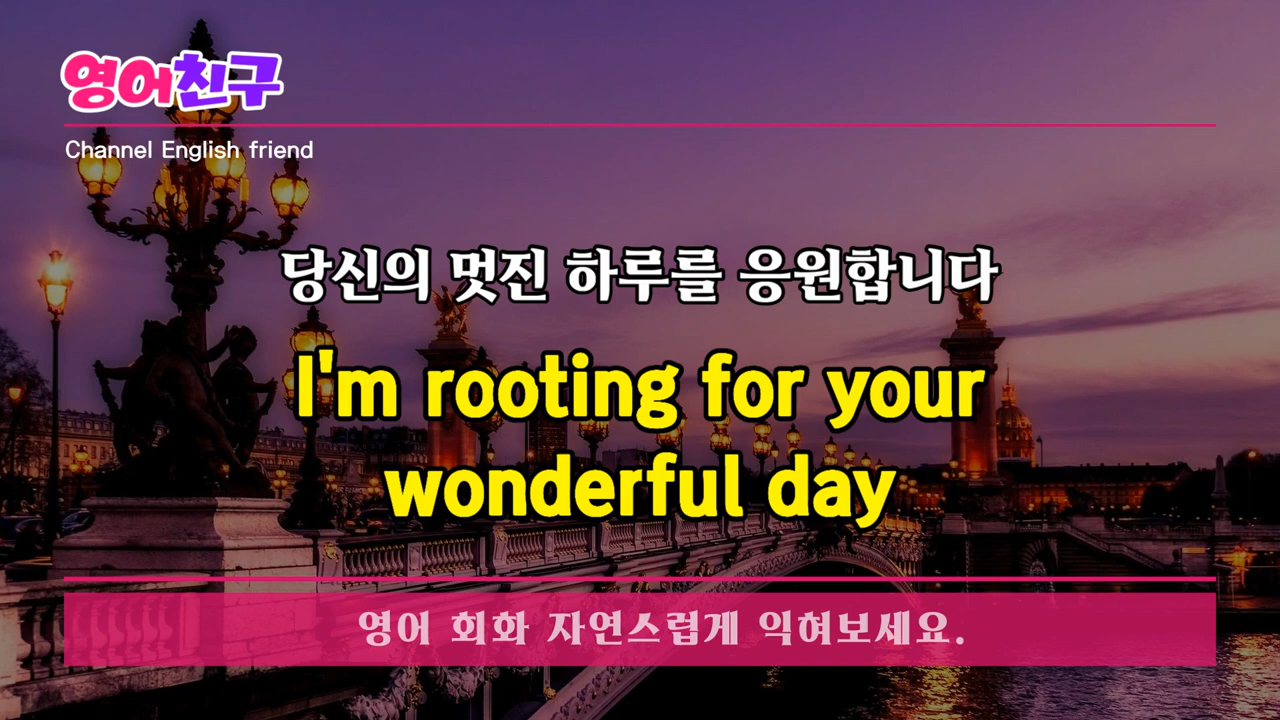 영어친구
Channel English friend
당신의 멋진 하루를 응원합니다
I'm rooting for your
wonderful day
영어 회화 자연스럽게 익혀보세요.